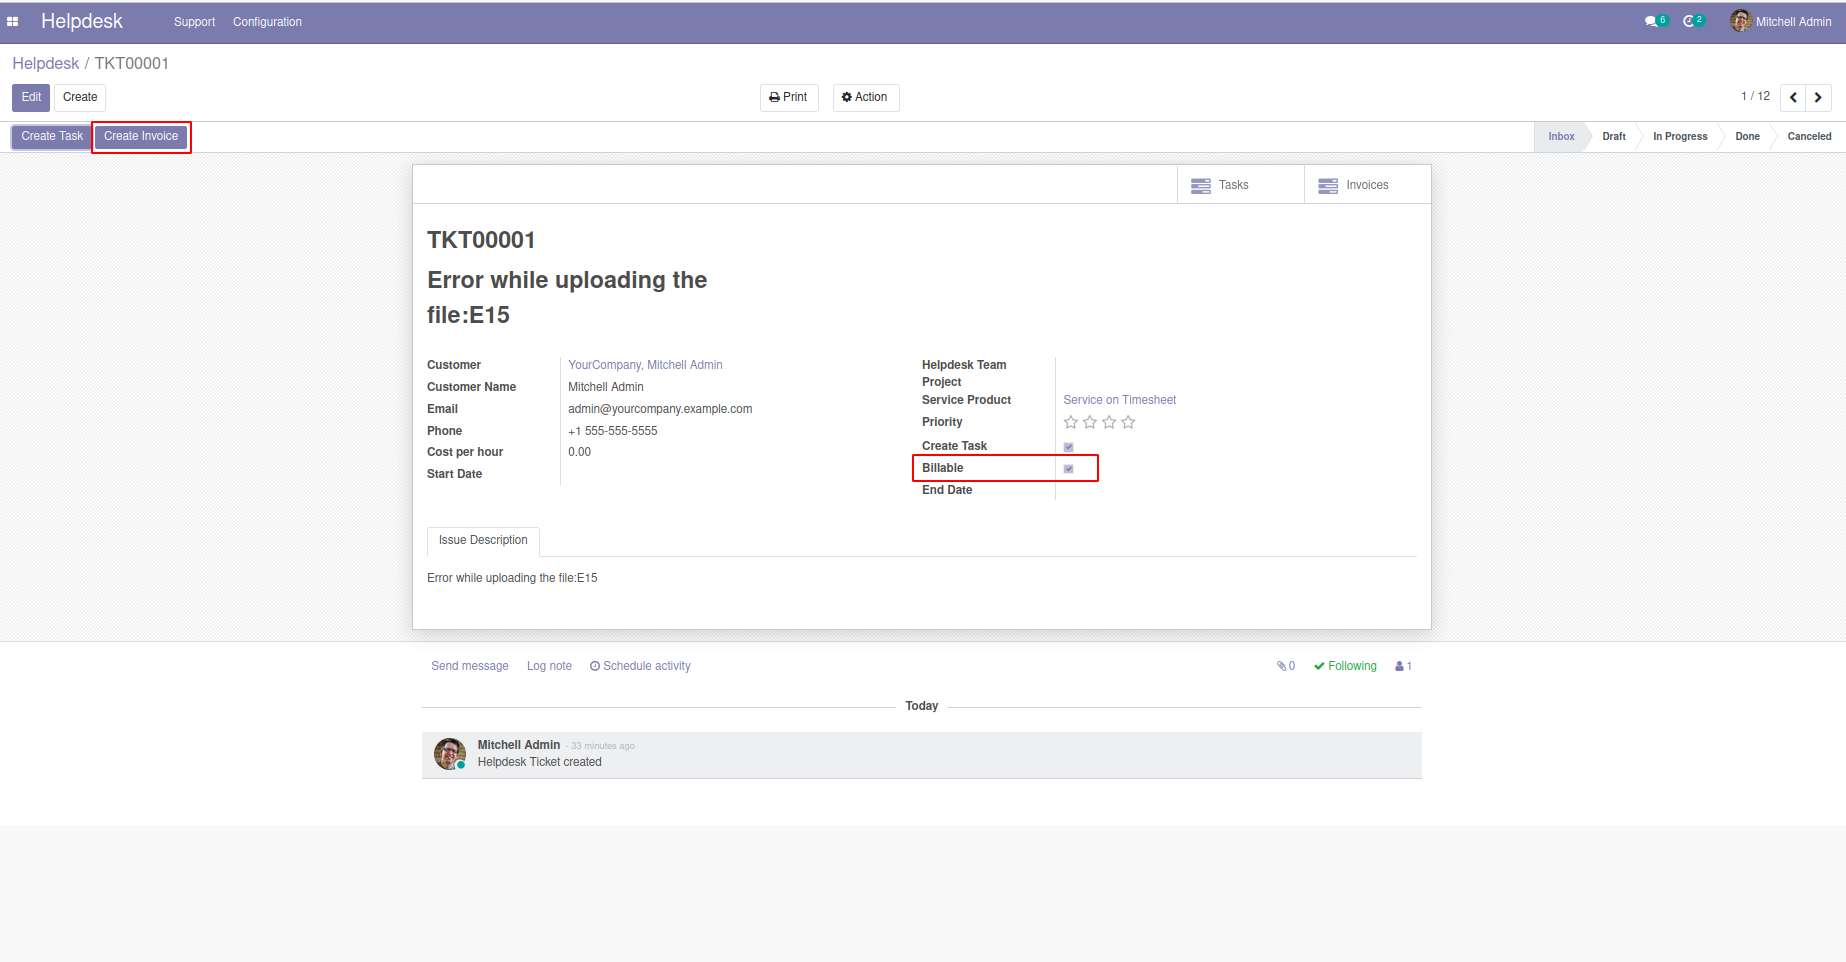 Helpdesk Support Configuration 6 2 Mitchell Admin
Helpdesk / TKT00001
Edit Create Print Action 1 / 12
Create Task Create Invoice Inbox Draft In Progress Done Canceled
Tasks Invoices
TKT00001
Error while uploading the
file:E15
Customer YourCompany, Mitchell Admin
Customer Name Mitchell Admin
Email admin@yourcompany.example.com
Phone +1 555-555-5555
Cost per hour 0.00
Start Date
Helpdesk Team
Project
Service Product Service on Timesheet
Priority
Create Task
Billable
End Date
Issue Description
Error while uploading the file:E15
Send message Log note Schedule activity 0 Following 1
Today
Mitchell Admin - 33 minutes ago
Helpdesk Ticket created